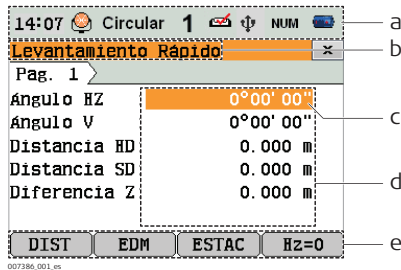 14:07 Circular 1 NUM a
Levantamiento Rápido × b
Pag. 1
Ángulo HZ 0°00'00" c
Ángulo V 0°00'00"
Distancia HD 0.000 m
Distancia SD 0.000 m d
Diferencia Z 0.000 m
DIST EDM ESTAC Hz=0 e
007386_001_es